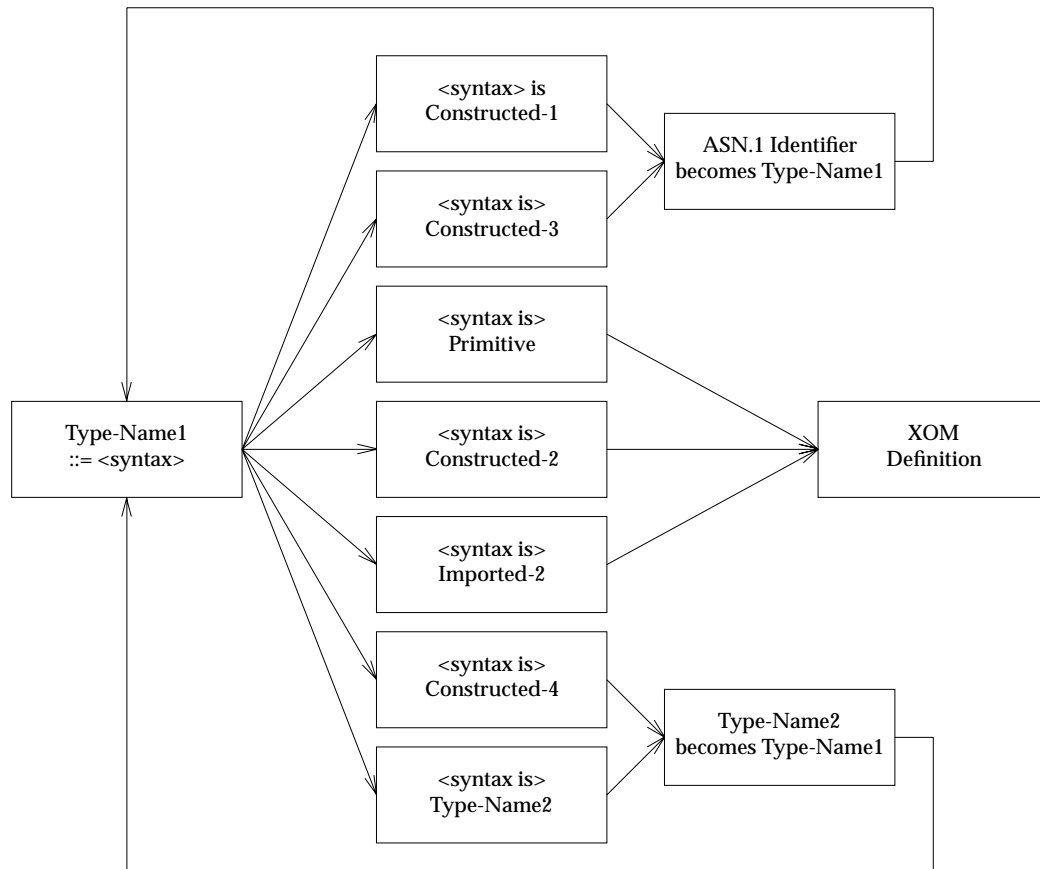 <syntax> is
Constructed-1
ASN.1 Identifier
becomes Type-Name1
<syntax is>
Constructed-3
<syntax is>
Primitive
Type-Name1
::= <syntax>
<syntax is>
Constructed-2
XOM
Definition
<syntax is>
Imported-2
<syntax is>
Constructed-4
Type-Name2
becomes Type-Name1
<syntax is>
Type-Name2